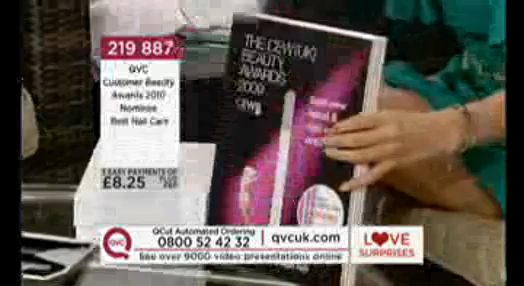 219 887
QVC
Customer Beauty
Awards 2010
Nominee
Best Nail Care
3 EASY PAYMENTS OF
£8.25
PLUS
P&P
THE CEW(UK)
BEAUTY
AWARDS
2009
QCut Automated Ordering
0800 52 42 32
qvcuk.com
See over 9000 video presentations online
QVC
LOVE
SURPRISES